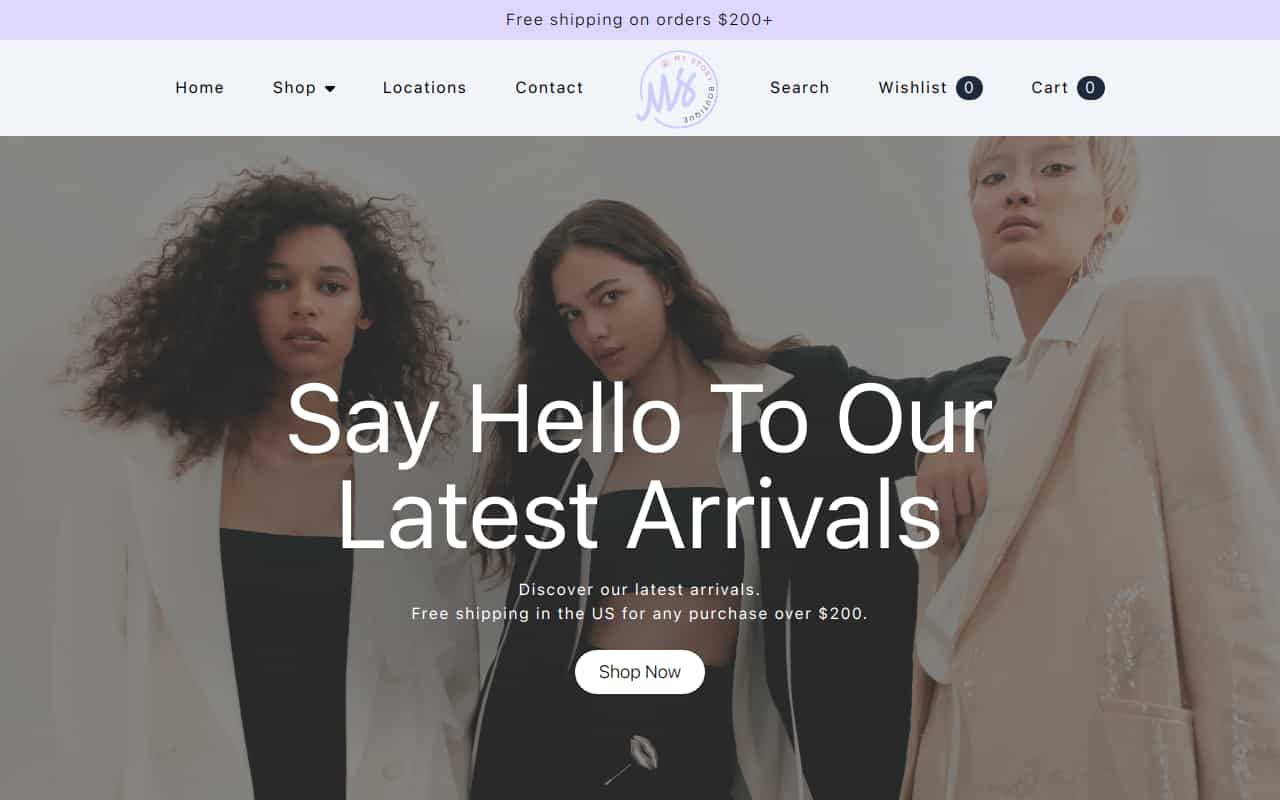 Free shipping on orders $200+
Home
Shop
Locations
Contact
MS
MY STORY BOUTIQUE
Search
Wishlist 0
Cart 0
Say Hello To Our
Latest Arrivals
Discover our latest arrivals.
Free shipping in the US for any purchase over $200.
Shop Now